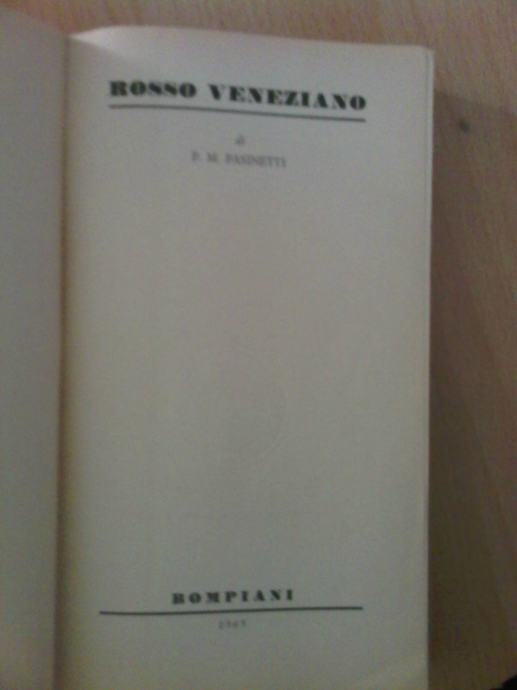 ROSSO VENEZIANO
di
P. M. PASINETTI
BOMPIANI